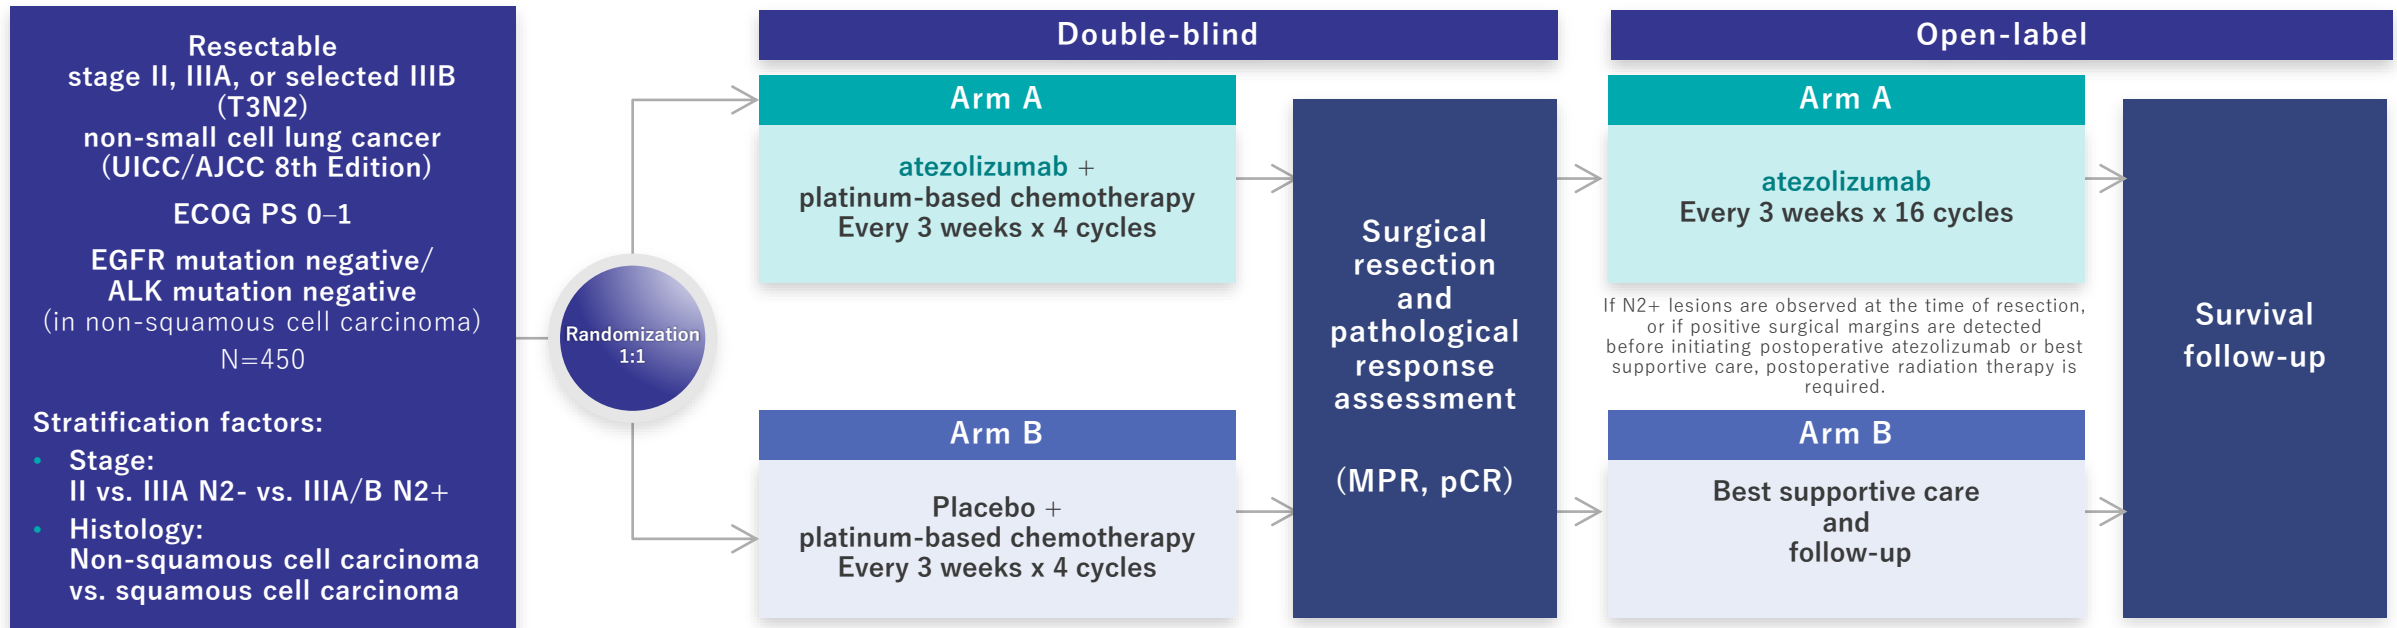 Resectable
stage II, IIIA, or selected IIIB
(T3N2)
non-small cell lung cancer
(UICC/AJCC 8th Edition)
ECOG PS 0–1
EGFR mutation negative/
ALK mutation negative
(in non-squamous cell carcinoma)
N=450
Stratification factors:
• Stage:
II vs. IIIA N2- vs. IIIA/B N2+
• Histology:
Non-squamous cell carcinoma
vs. squamous cell carcinoma
Randomization
1:1
Double-blind
Arm A
atezolizumab +
platinum-based chemotherapy
Every 3 weeks x 4 cycles
Arm B
Placebo +
platinum-based chemotherapy
Every 3 weeks x 4 cycles
Surgical
resection
and
pathological
response
assessment
(MPR, pCR)
Open-label
Arm A
atezolizumab
Every 3 weeks x 16 cycles
If N2+ lesions are observed at the time of resection,
or if positive surgical margins are detected
before initiating postoperative atezolizumab or best
supportive care, postoperative radiation therapy is
required.
Arm B
Best supportive care
and
follow-up
Survival
follow-up